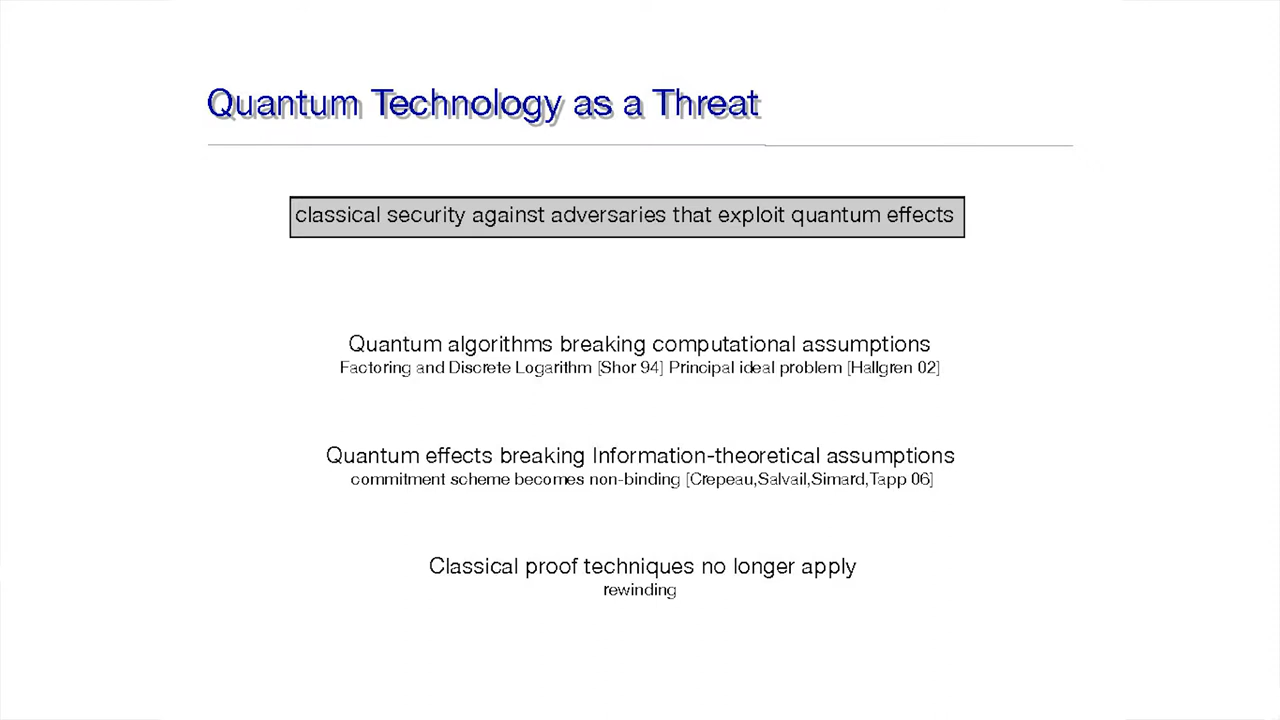 Quantum Technology as a Threat
classical security against adversaries that exploit quantum effects
Quantum algorithms breaking computational assumptions
Factoring and Discrete Logarithm [Shor 94] Principal ideal problem [Hallgren 02]
Quantum effects breaking Information-theoretical assumptions
commitment scheme becomes non-binding [Crepeau,Salvail,Simard,Tapp 06]
Classical proof techniques no longer apply
rewinding